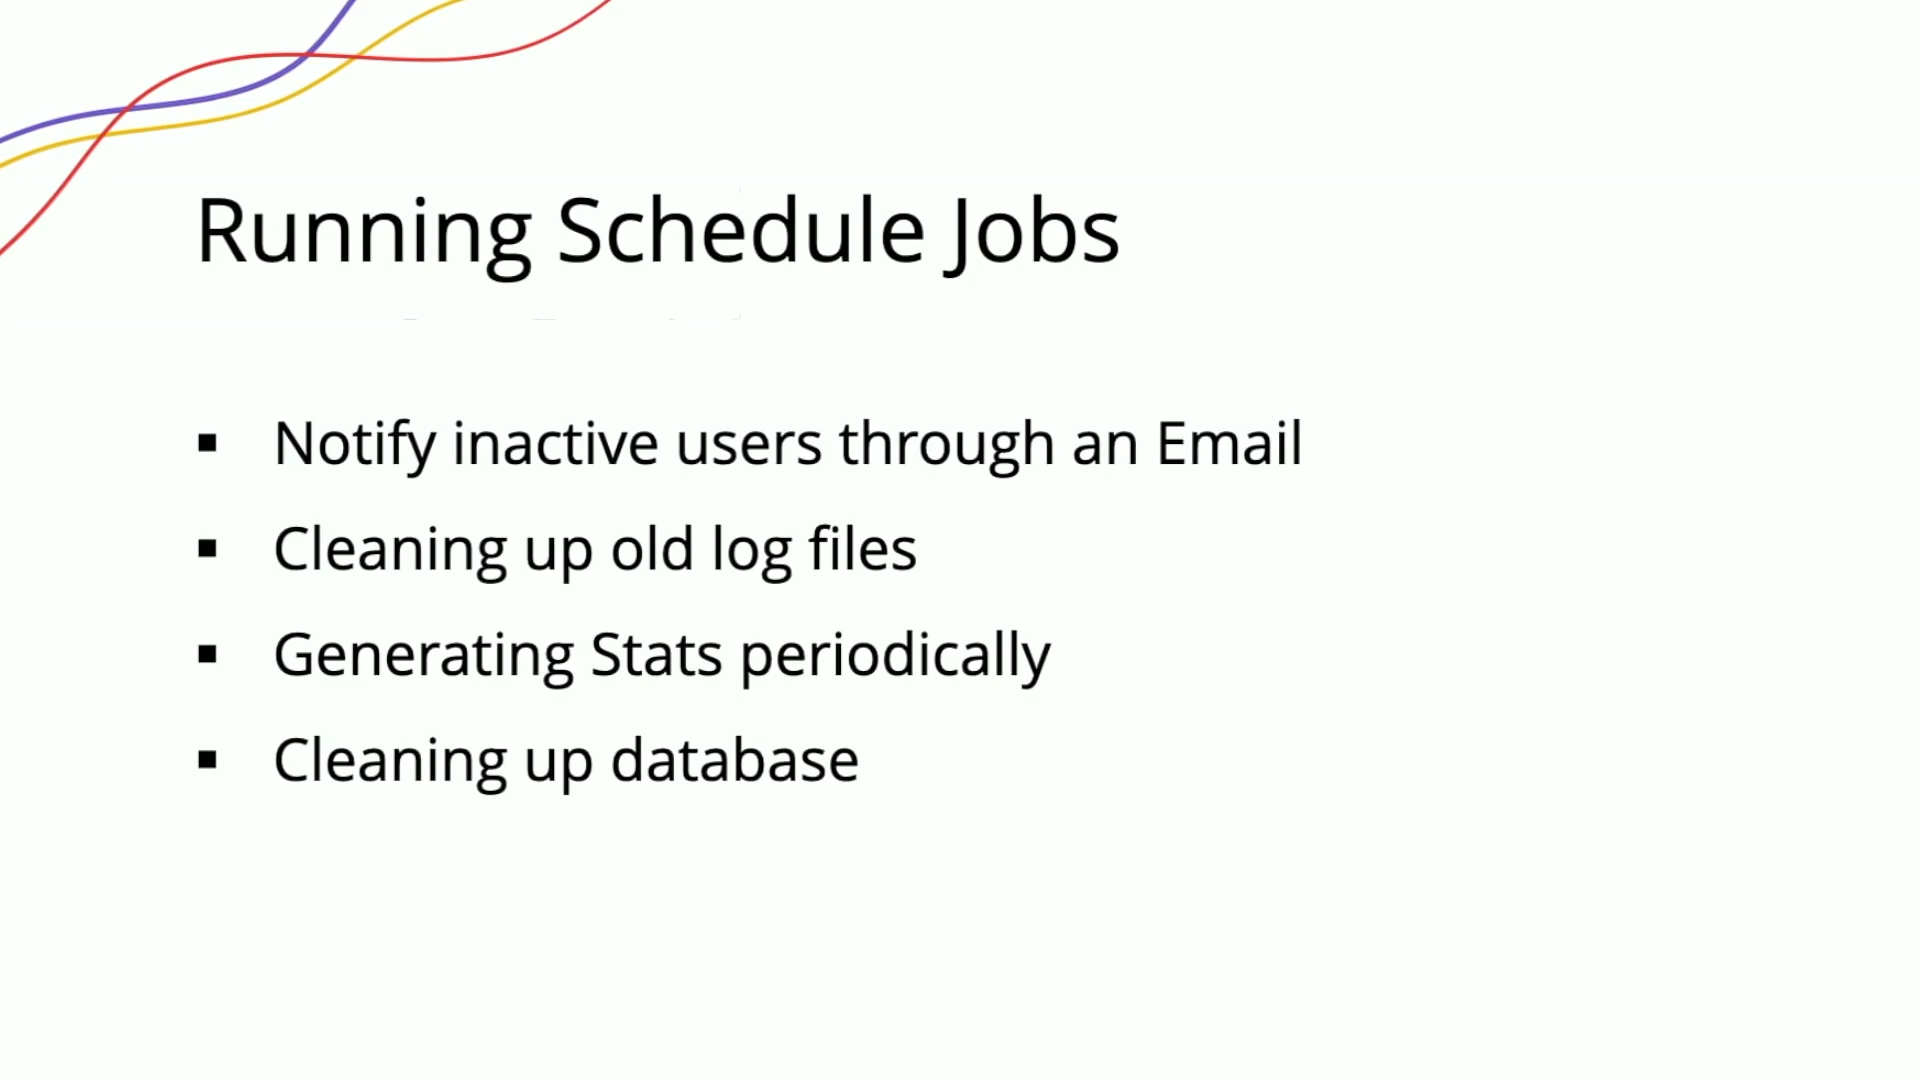 Running Schedule Jobs
▪ Notify inactive users through an Email
▪ Cleaning up old log files
▪ Generating Stats periodically
▪ Cleaning up database